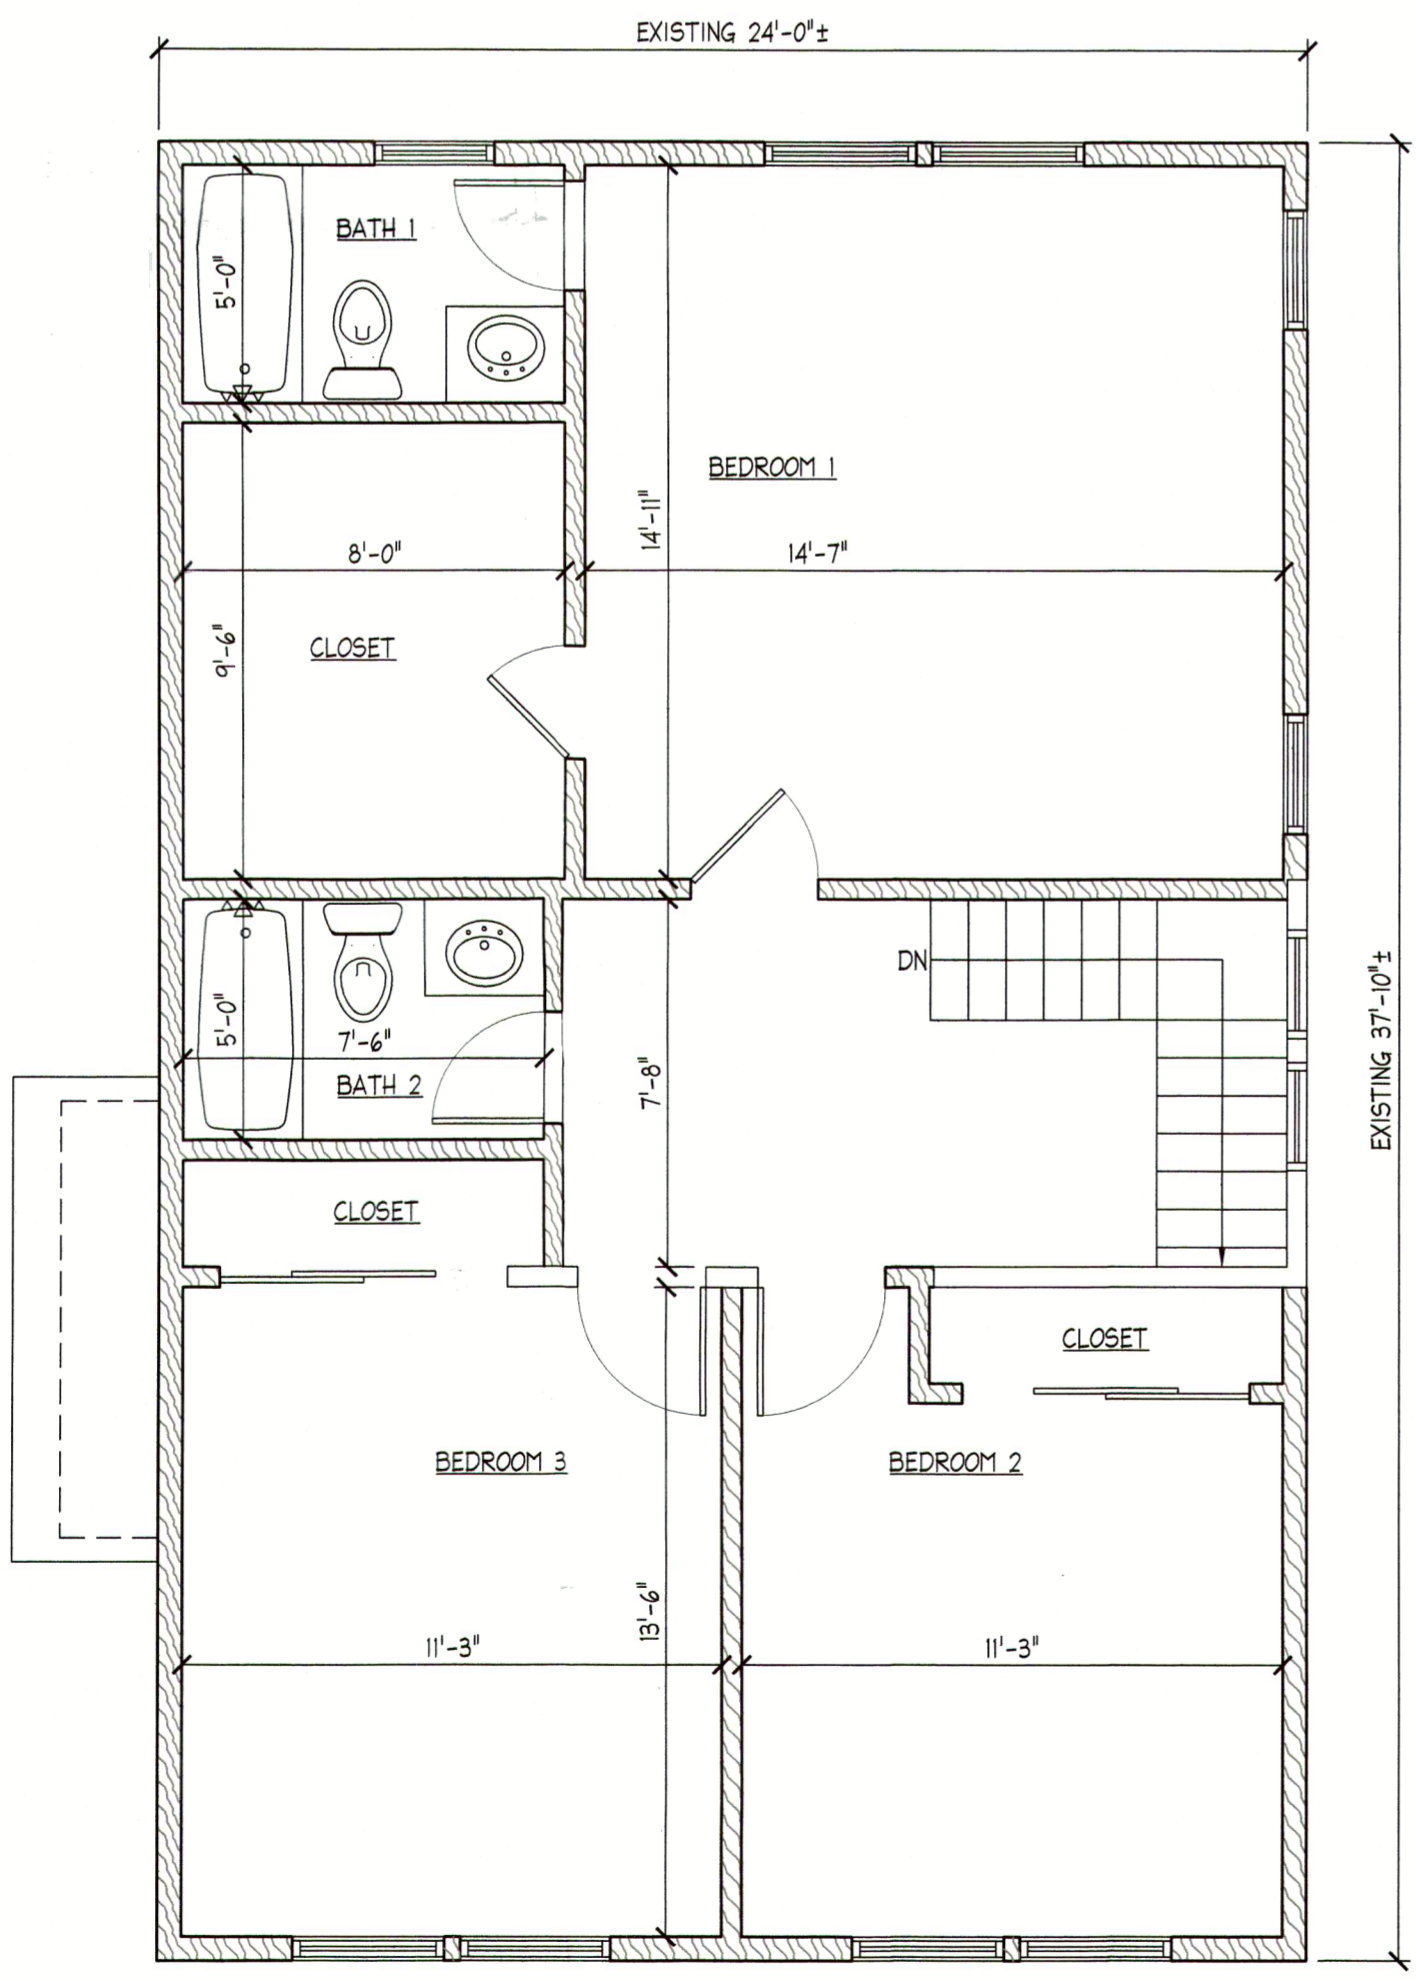 EXISTING 24'-0"±
BATH 1
5'-0"
BEDROOM 1
14'-11"
8'-0"
14'-7"
9'-6"
CLOSET
DN
5'-0"
7'-6"
BATH 2
7'-8"
EXISTING 37'-10"±
CLOSET
CLOSET
BEDROOM 3
BEDROOM 2
13'-6"
11'-3"
11'-3"